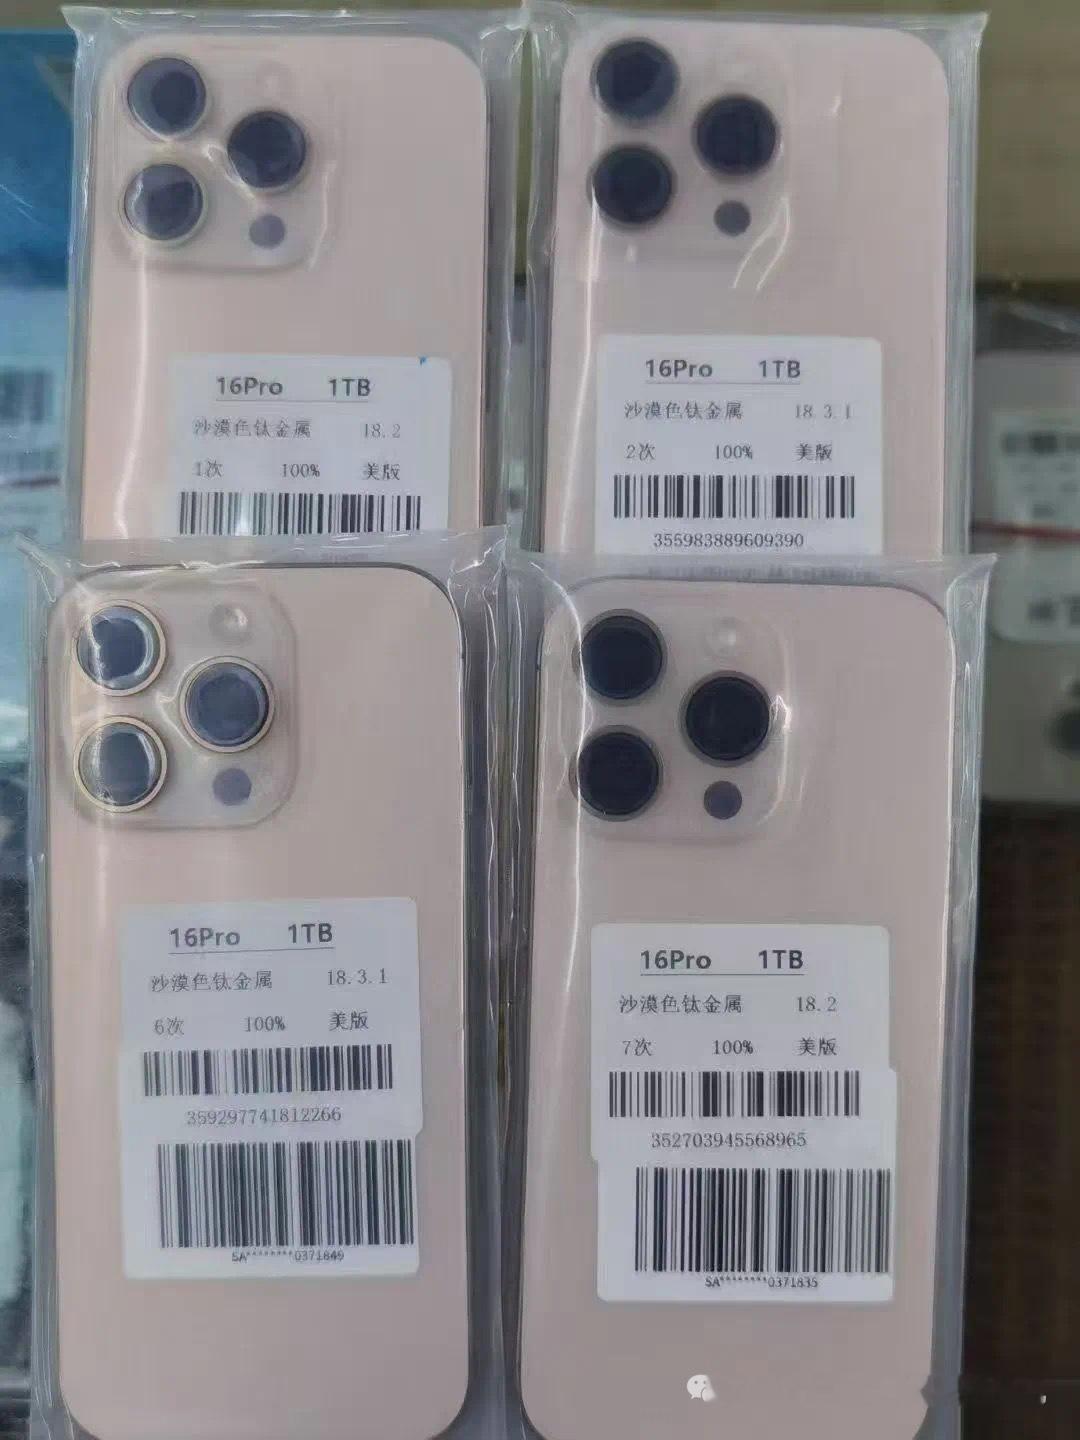 16Pro 1TB
沙漠色钛金属 18.2
1次 100% 美版
16Pro 1TB
沙漠色钛金属 18.3.1
2次 100% 美版
355983889609390
16Pro 1TB
沙漠色钛金属 18.3.1
6次 100% 美版
359297741812266
SA********0371849
16Pro 1TB
沙漠色钛金属 18.2
7次 100% 美版
352703945568965
SA********0371835